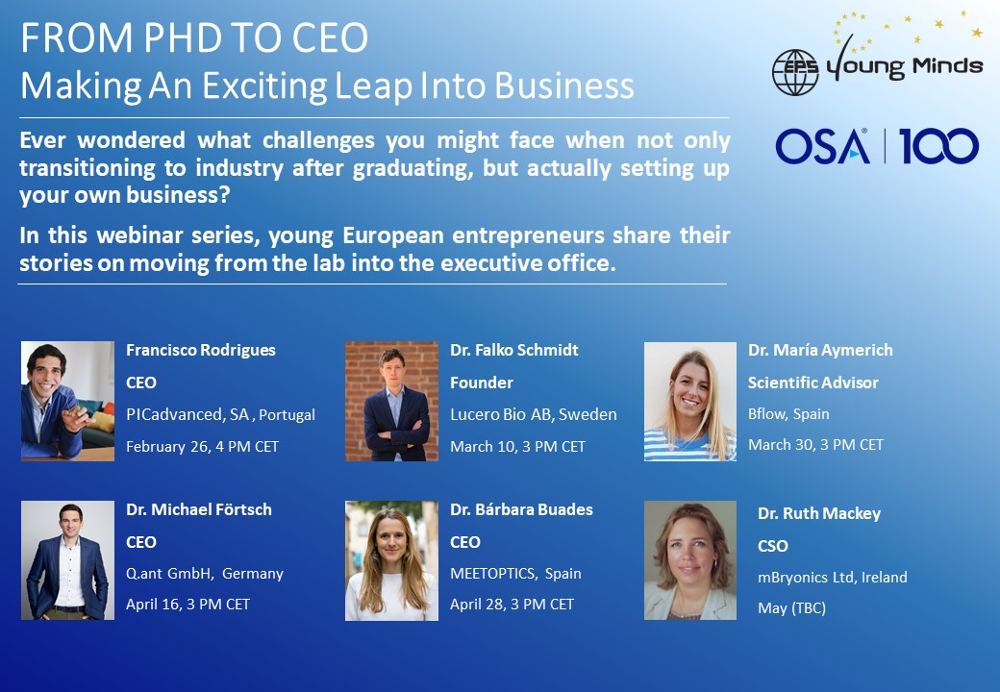 FROM PHD TO CEO
Making An Exciting Leap Into Business
EPS Young Minds
OSA® | 100
Ever wondered what challenges you might face when not only
transitioning to industry after graduating, but actually setting up
your own business?
In this webinar series, young European entrepreneurs share their
stories on moving from the lab into the executive office.
Francisco Rodrigues
CEO
PICadvanced, SA , Portugal
February 26, 4 PM CET
Dr. Falko Schmidt
Founder
Lucero Bio AB, Sweden
March 10, 3 PM CET
Dr. María Aymerich
Scientific Advisor
Bflow, Spain
March 30, 3 PM CET
Dr. Michael Förtsch
CEO
Q.ant GmbH, Germany
April 16, 3 PM CET
Dr. Bárbara Buades
CEO
MEETOPTICS, Spain
April 28, 3 PM CET
Dr. Ruth Mackey
CSO
mBryonics Ltd, Ireland
May (TBC)